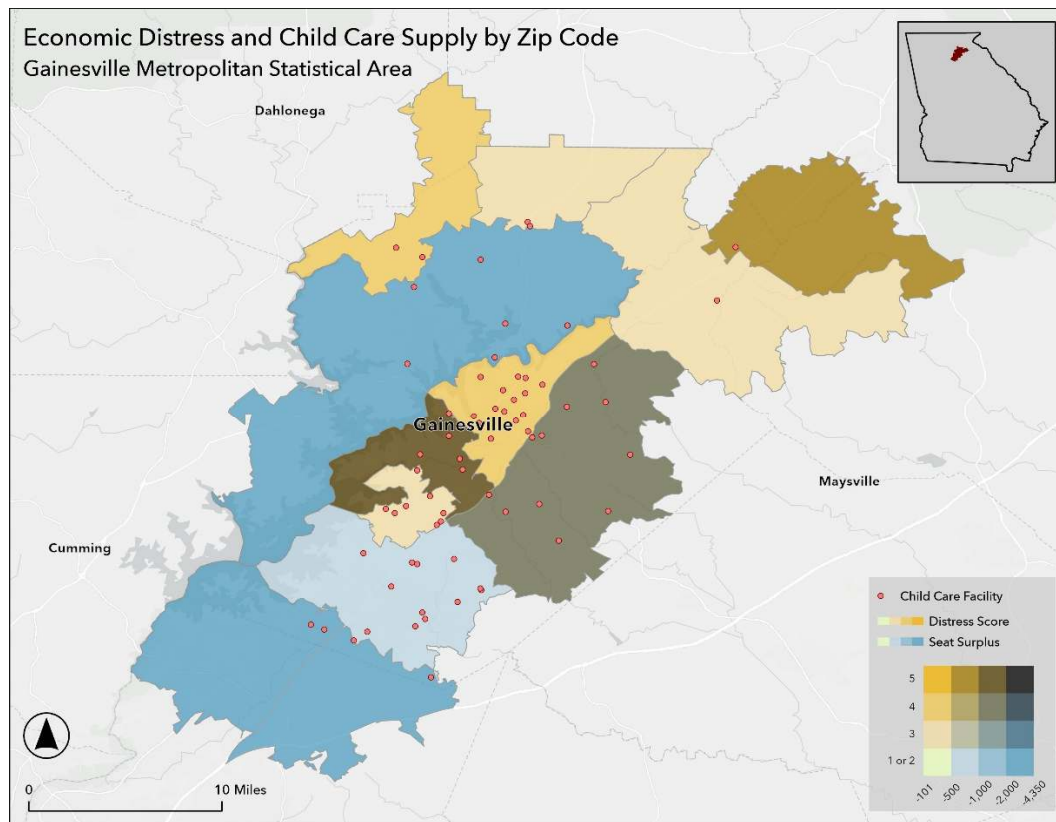 Economic Distress and Child Care Supply by Zip Code
Gainesville Metropolitan Statistical Area
Dahlonega
Gainesville
Maysville
Cumming
Child Care Facility
Distress Score
Seat Surplus
5
4
3
1 or 2
-101
-500
-1,000
-2,000
-4,350
0
10 Miles